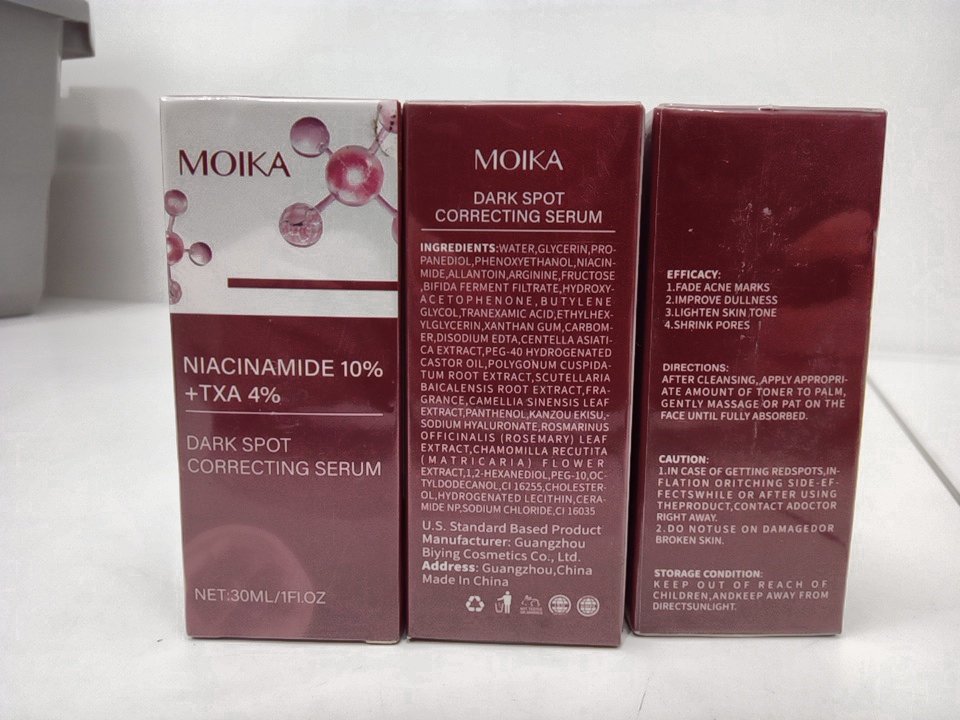 MOIKA
NIACINAMIDE 10%
+TXA 4%
DARK SPOT
CORRECTING SERUM
NET:30ML/1FI.OZ
MOIKA
DARK SPOT
CORRECTING SERUM
INGREDIENTS:WATER,GLYCERIN,PRO-
PANEDIOL,PHENOXYETHANOL,NIACIN-
MIDE,ALLANTOIN,ARGININE,FRUCTOSE
,BIFIDA FERMENT FILTRATE,HYDROXY-
ACETOPHENONE,BUTYLENE
GLYCOL,TRANEXAMIC ACID,ETHYLHEX-
YLGLYCERIN,XANTHAN GUM,CARBOM-
ER,DISODIUM EDTA,CENTELLA ASIATI-
CA EXTRACT,PEG-40 HYDROGENATED
CASTOR OIL,POLYGONUM CUSPIDA-
TUM ROOT EXTRACT,SCUTELLARIA
BAICALENSIS ROOT EXTRACT,FRA-
GRANCE,CAMELLIA SINENSIS LEAF
EXTRACT,PANTHENOL,KANZOU EKISU,-
SODIUM HYALURONATE,ROSMARINUS
OFFICINALIS (ROSEMARY) LEAF
EXTRACT,CHAMOMILLA RECUTITA
(MATRICARIA) FLOWER
EXTRACT,1,2-HEXANEDIOL,PEG-10,OC-
TYLDODECANOL,CI 16255,CHOLESTER-
OL,HYDROGENATED LECITHIN,CERA-
MIDE NP,SODIUM CHLORIDE,CI 16035
U.S. Standard Based Product
Manufacturer: Guangzhou
Biying Cosmetics Co., Ltd.
Address: Guangzhou,China
Made In China
EFFICACY:
1.FADE ACNE MARKS
2.IMPROVE DULLNESS
3.LIGHTEN SKIN TONE
4.SHRINK PORES
DIRECTIONS:
AFTER CLEANSING,,APPLY APPROPRI-
ATE AMOUNT OF TONER TO PALM,
GENTLY MASSAGE OR PAT ON THE
FACE UNTIL FULLY ABSORBED.
CAUTION:
1.IN CASE OF GETTING REDSPOTS,IN-
FLATION ORITCHING SIDE-EF-
FECTSWHILE OR AFTER USING
THEPRODUCT,CONTACT ADOCTOR
RIGHT AWAY.
2.DO NOTUSE ON DAMAGEDOR
BROKEN SKIN.
STORAGE CONDITION:
KEEP OUT OF REACH OF
CHILDREN,ANDKEEP AWAY FROM
DIRECTSUNLIGHT.